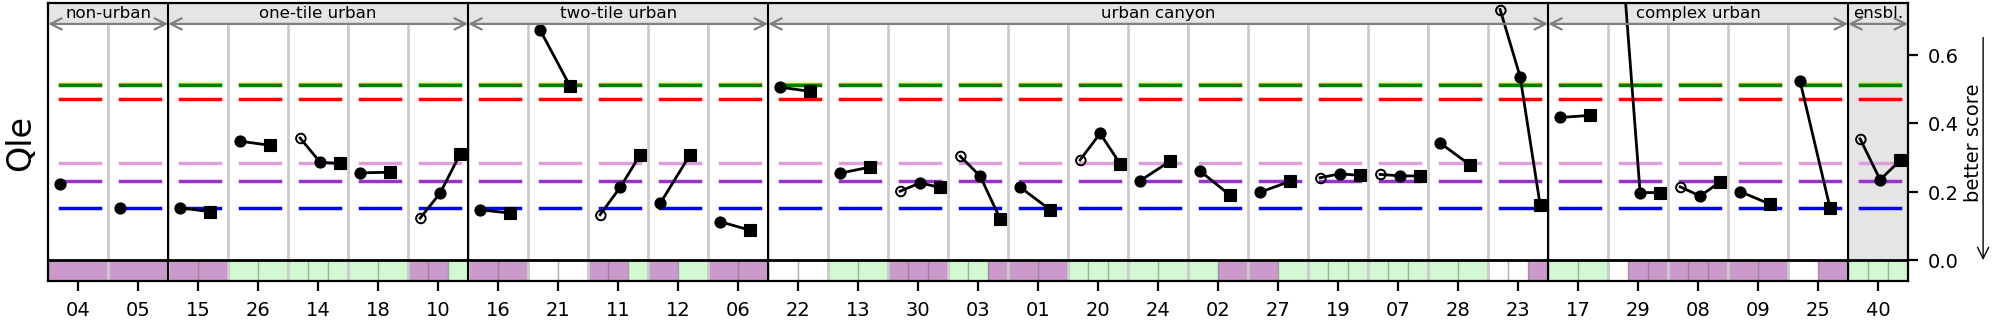 non-urban one-tile urban two-tile urban urban canyon complex urban ensbl.
Qle
0.6
0.4
0.2
0.0
better score
04 05 15 26 14 18 10 16 21 11 12 06 22 13 30 03 01 20 24 02 27 19 07 28 23 17 29 08 09 25 40